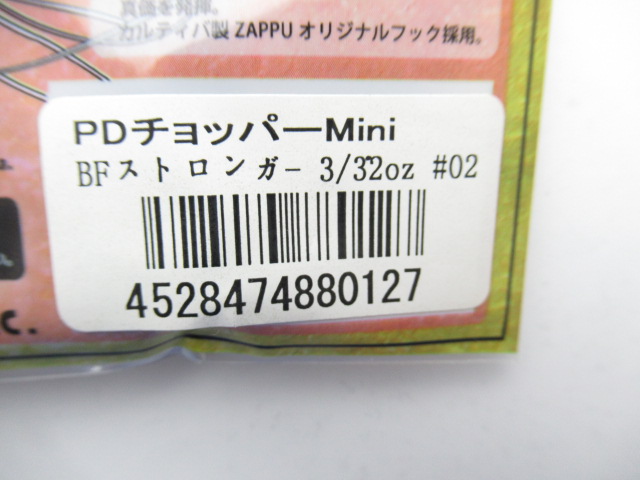 真価を発揮。
カルティバ製 ZAPPU オリジナルフック採用。
PDチョッパーMini
BFストロンガ- 3/32oz #02
4528474880127
C.